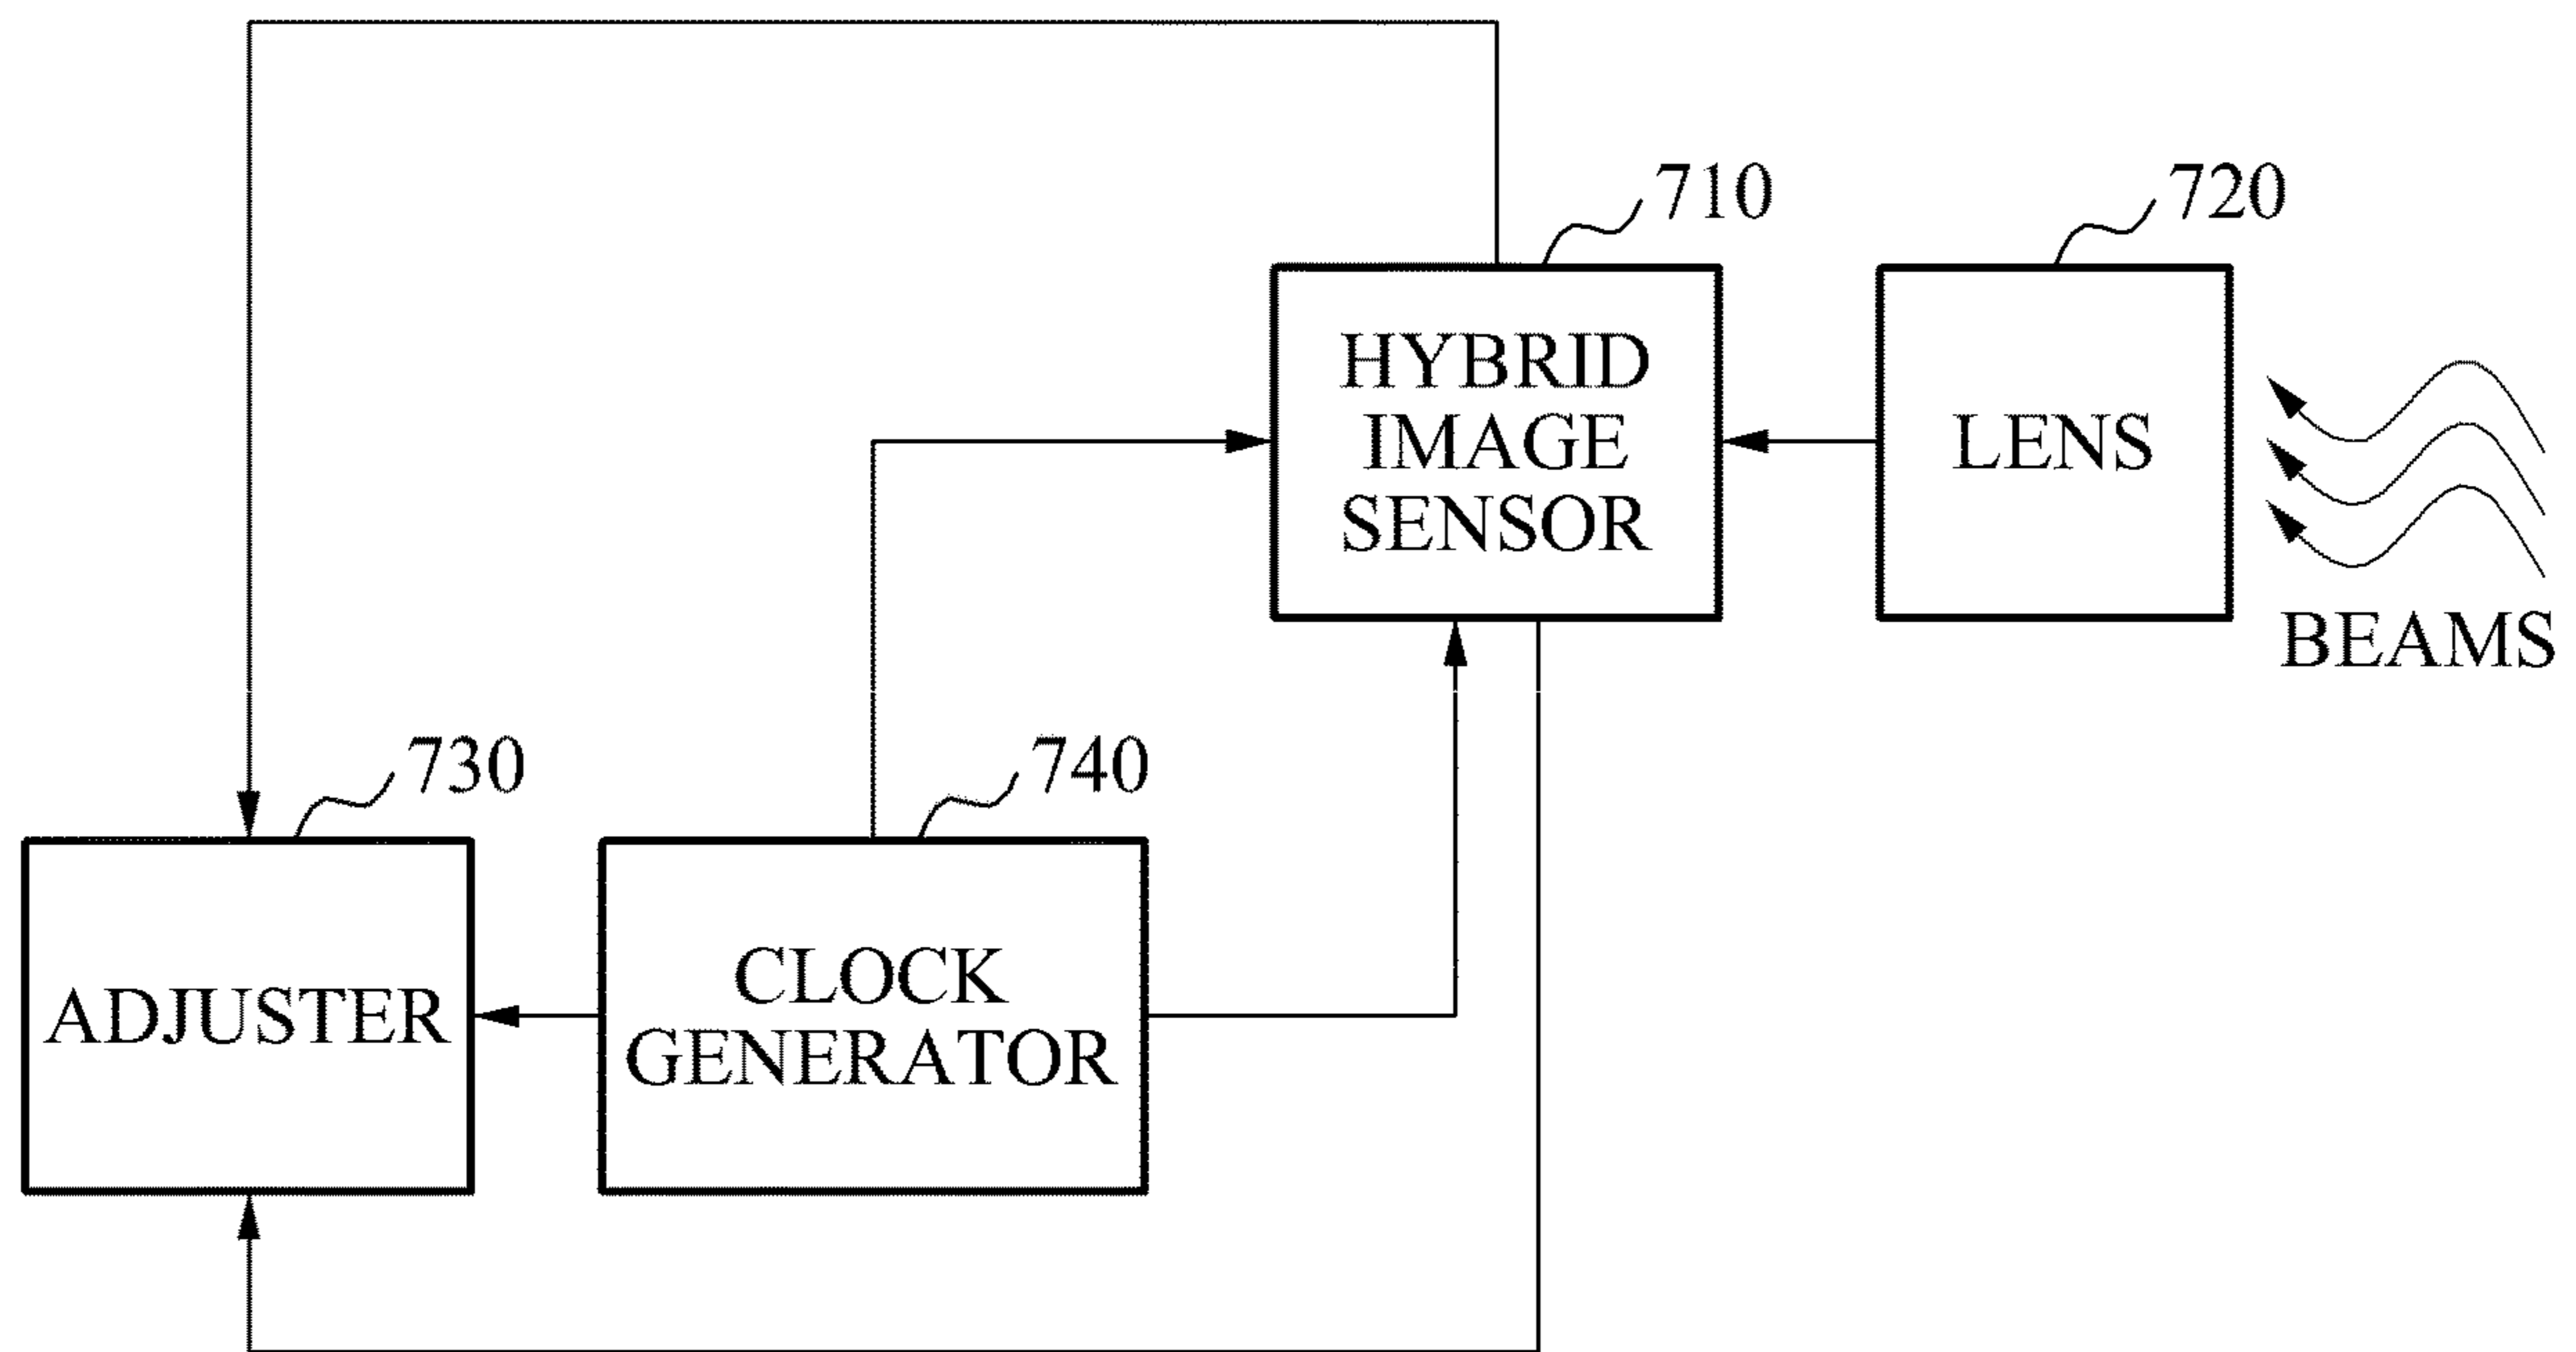 710
720
HYBRID
IMAGE
SENSOR
LENS
BEAMS
730
740
ADJUSTER
CLOCK
GENERATOR